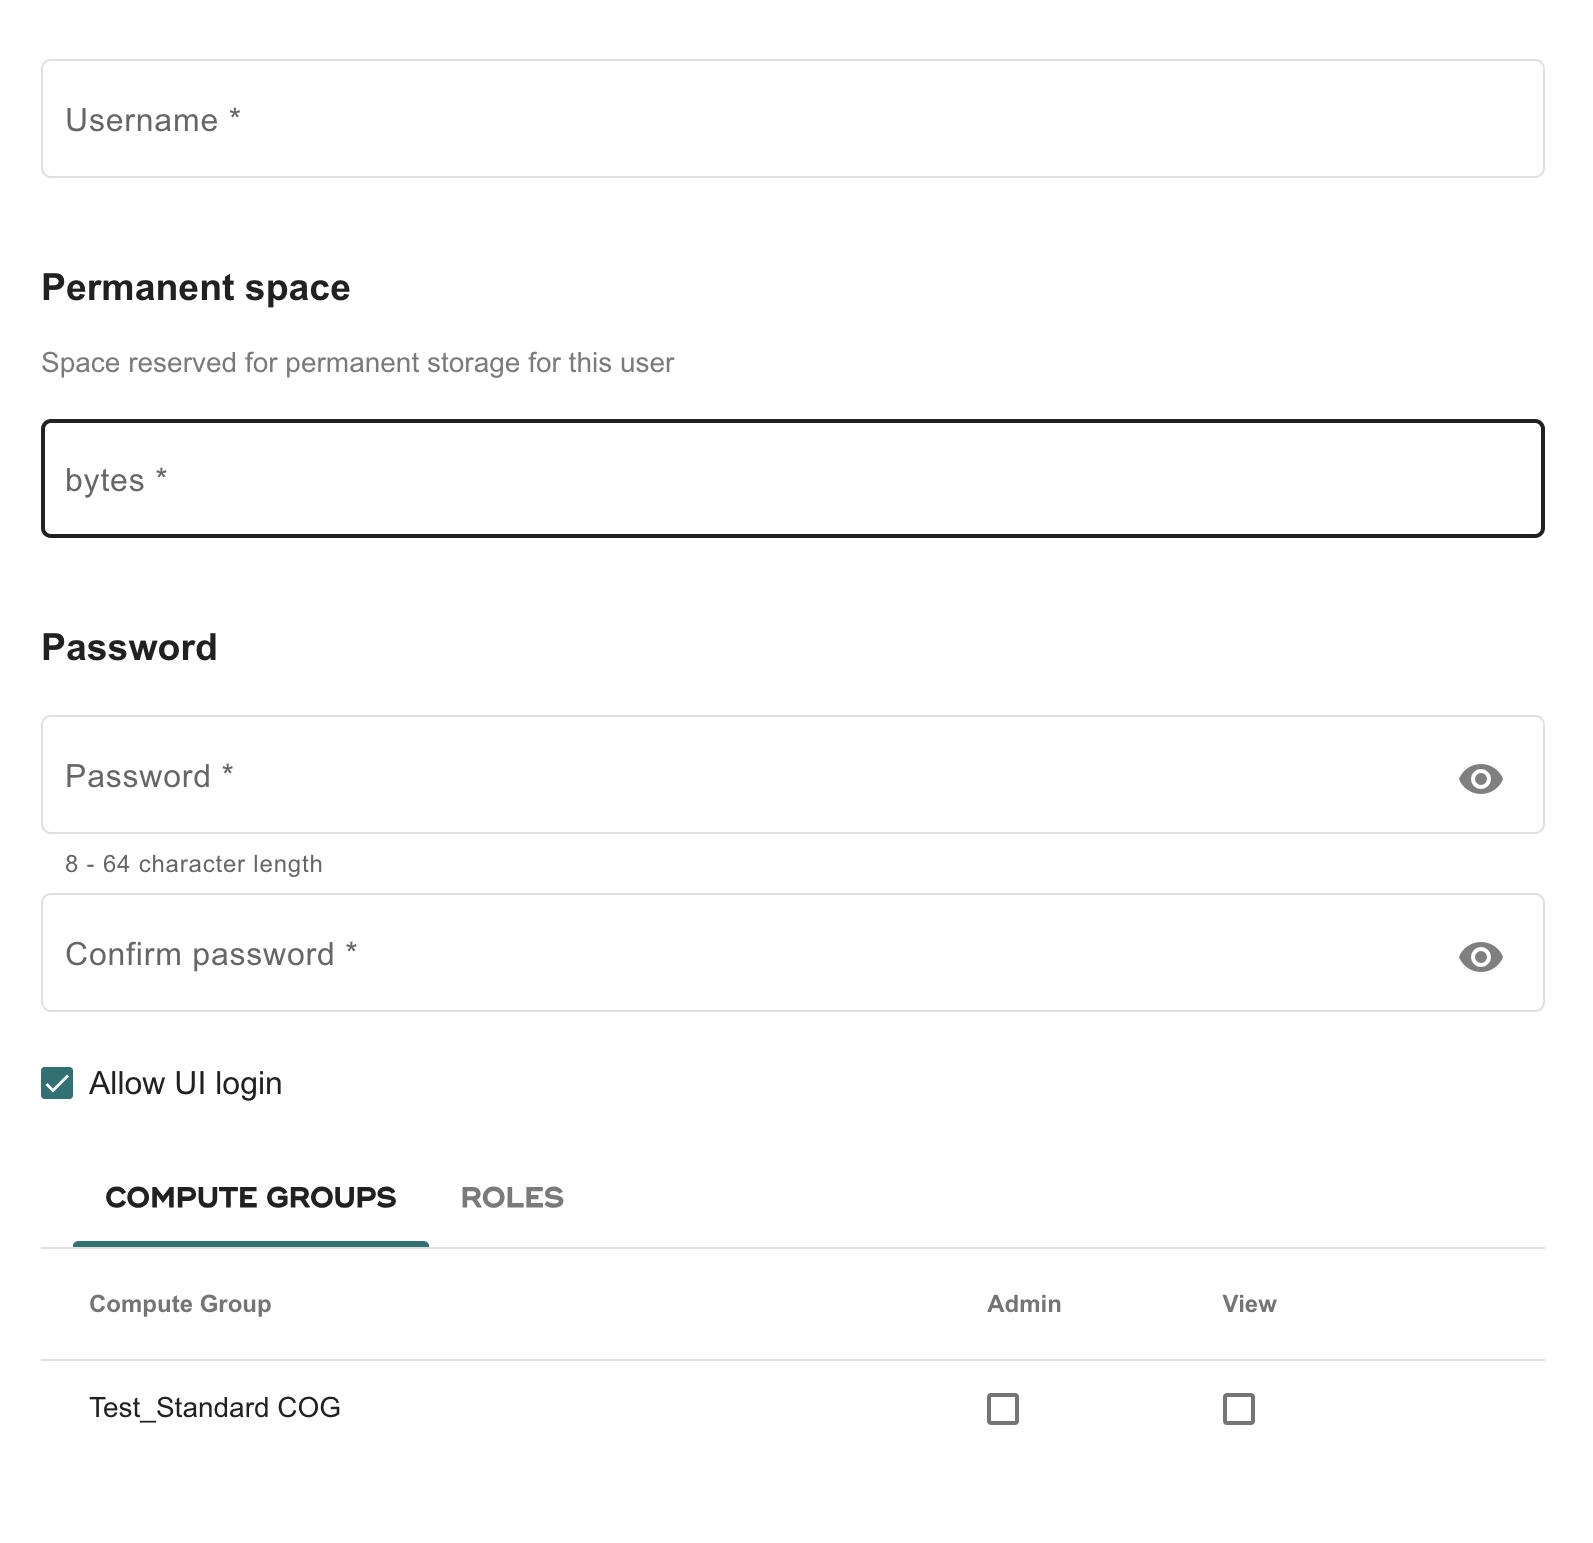 Username *
Permanent space
Space reserved for permanent storage for this user
bytes *
Password
Password *
8 - 64 character length
Confirm password *
Allow UI login
COMPUTE GROUPS ROLES
Compute Group Admin View
Test_Standard COG